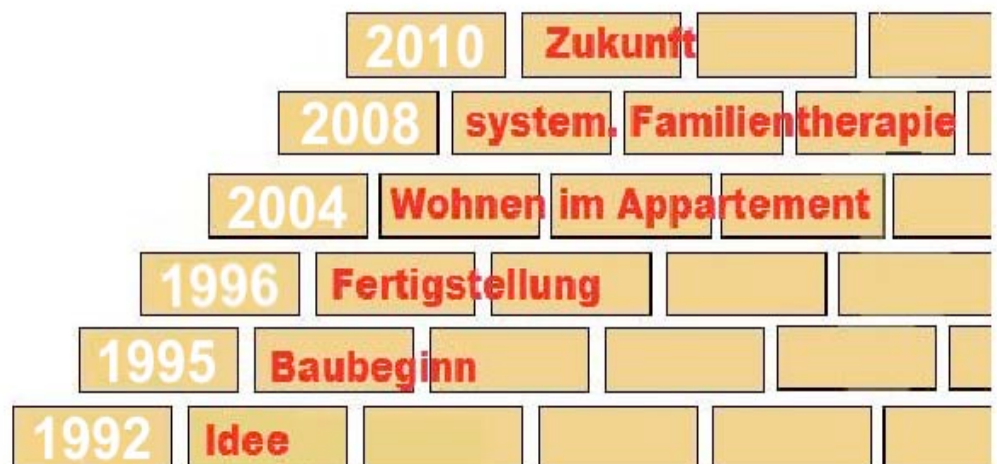 2010 Zukunft
2008 system. Familientherapie
2004 Wohnen im Appartement
1996 Fertigstellung
1995 Baubeginn
1992 Idee